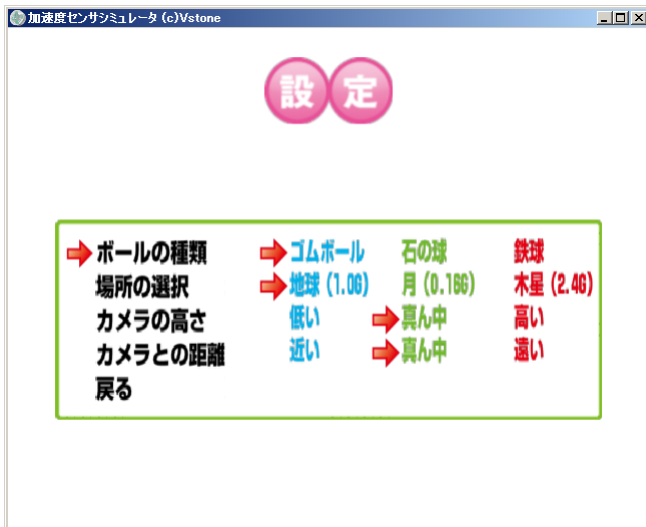 加速度センサシミュレータ (c)Vstone
設定
ボールの種類 ゴムボール 石の球 鉄球
場所の選択 地球 (1.0G) 月 (0.16G) 木星 (2.4G)
カメラの高さ 低い 真ん中 高い
カメラとの距離 近い 真ん中 遠い
戻る